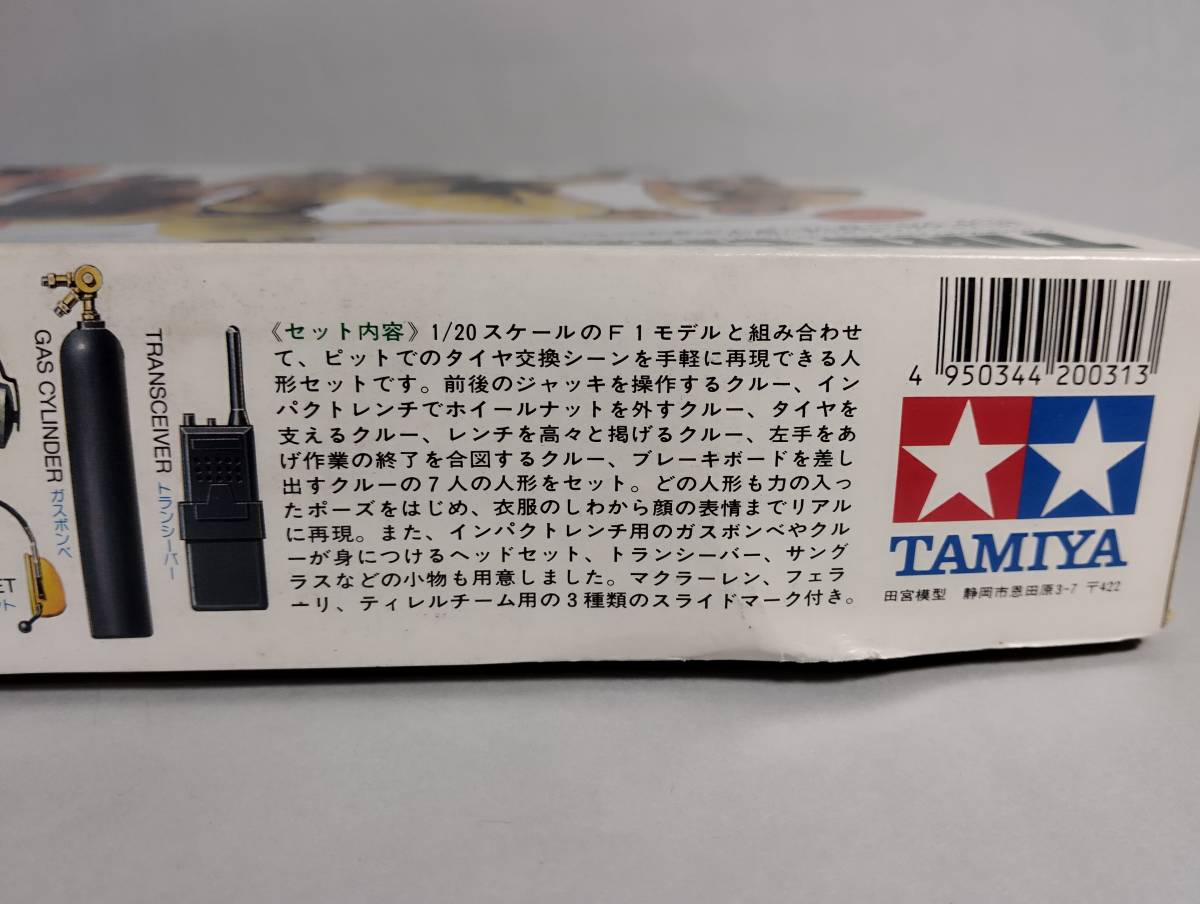 GAS CYLINDER ガスボンベ
TRANSCEIVER トランシーバー
《セット内容》1/20スケールのF1モデルと組み合わせ
て、ピットでのタイヤ交換シーンを手軽に再現できる人
形セットです。前後のジャッキを操作するクルー、イン
パクトレンチでホイールナットを外すクルー、タイヤを
支えるクルー、レンチを高々と掲げるクルー、左手をあ
げ作業の終了を合図するクルー、ブレーキボードを差し
出すクルーの7人の人形をセット。どの人形も力の入っ
たポーズをはじめ、衣服のしわから顔の表情までリアル
に再現。また、インパクトレンチ用のガスボンベやクル
ーが身につけるヘッドセット、トランシーバー、サング
ラスなどの小物も用意しました。マクラーレン、フェラ
ーリ、ティレルチーム用の3種類のスライドマーク付き。
4 950344 200313
TAMIYA
田宮模型 静岡市恩田原3-7 〒422